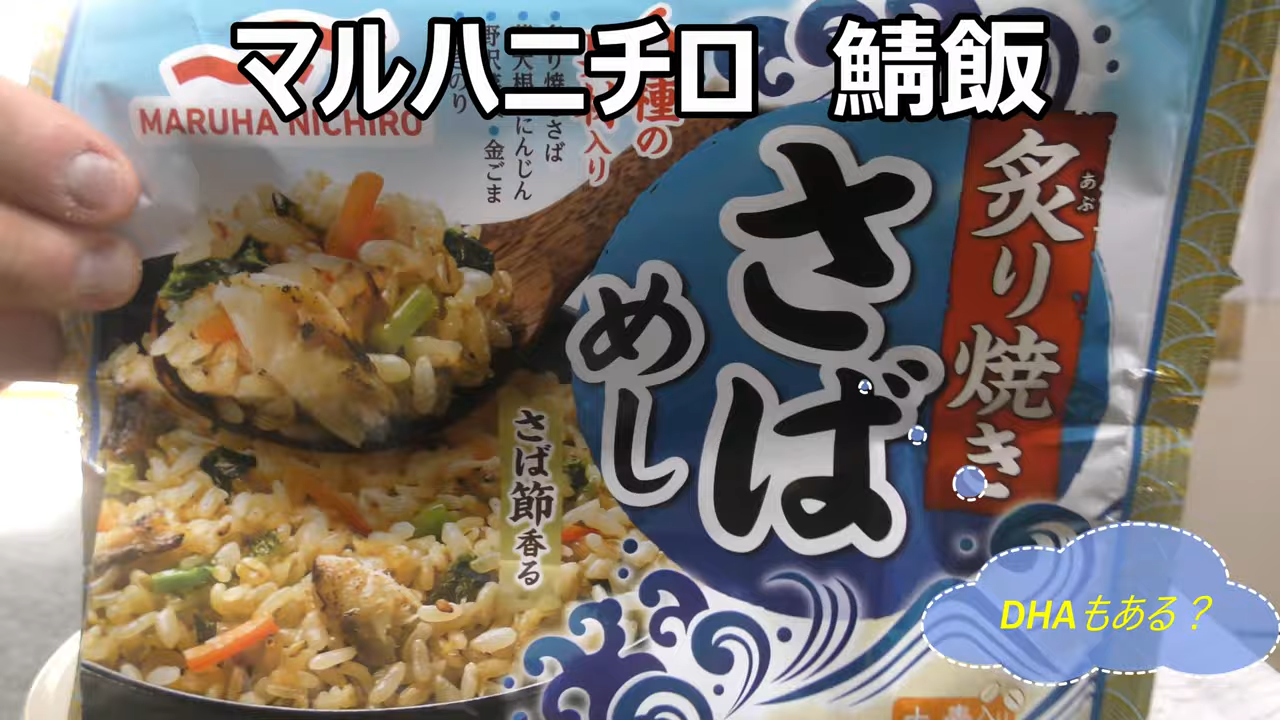 マルハニチロ 鯖飯
MARUHA NICHIRO
種の
入り
金ごま
にんじん
さば
炙り焼き
あぶ
さば
めし
さば節香る
DHAもある？